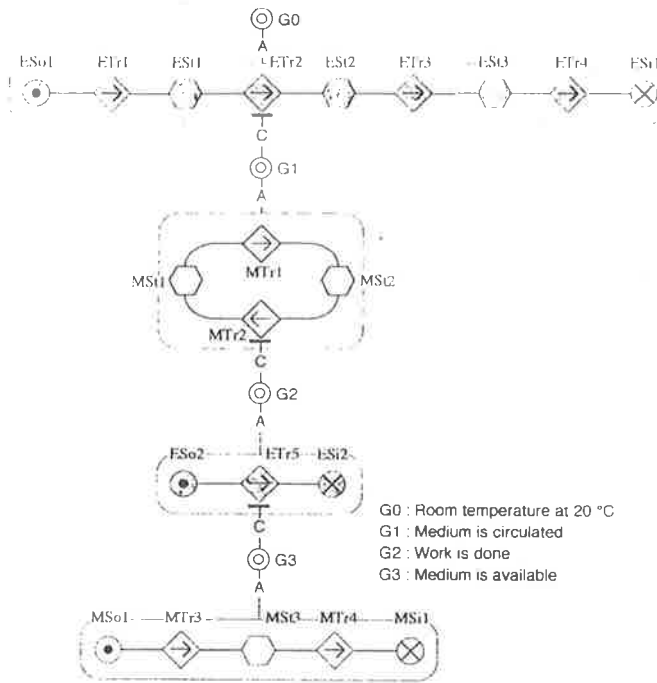 G0
A
ESo1 ETr1 ESt1 ETr2 ESt2 ETr3 ESt3 ETr4 ESi1
C
G1
A
MTr1
MSt1 MSt2
MTr2
C
G2
A
ESo2 ETr5 ESi2
C
G3
A
MSo1 MTr3 MSt3 MTr4 MSi1
G0 : Room temperature at 20 °C
G1 : Medium is circulated
G2 : Work is done
G3 : Medium is available